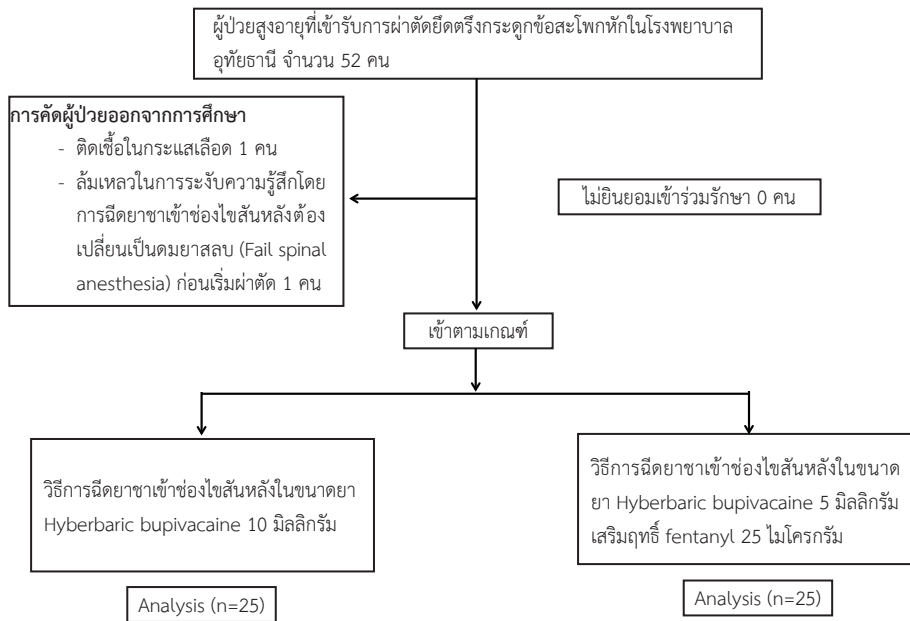 ผู้ป่วยสูงอายุที่เข้ารับการผ่าตัดยึดตรึงกระดูกข้อสะโพกหักในโรงพยาบาล
อุทัยธานี จำนวน 52 คน
การคัดผู้ป่วยออกจากการศึกษา
- ติดเชื้อในกระแสเลือด 1 คน
- ล้มเหลวในการระงับความรู้สึกโดย
การฉีดยาชาเข้าช่องไขสันหลังต้อง
เปลี่ยนเป็นดมยาสลบ (Fail spinal
anesthesia) ก่อนเริ่มผ่าตัด 1 คน
ไม่ยินยอมเข้าร่วมรักษา 0 คน
เข้าตามเกณฑ์
วิธีการฉีดยาชาเข้าช่องไขสันหลังในขนาดยา
Hyberbaric bupivacaine 10 มิลลิกรัม
Analysis (n=25)
วิธีการฉีดยาชาเข้าช่องไขสันหลังในขนาด
ยา Hyberbaric bupivacaine 5 มิลลิกรัม
เสริมฤทธิ์ fentanyl 25 ไมโครกรัม
Analysis (n=25)